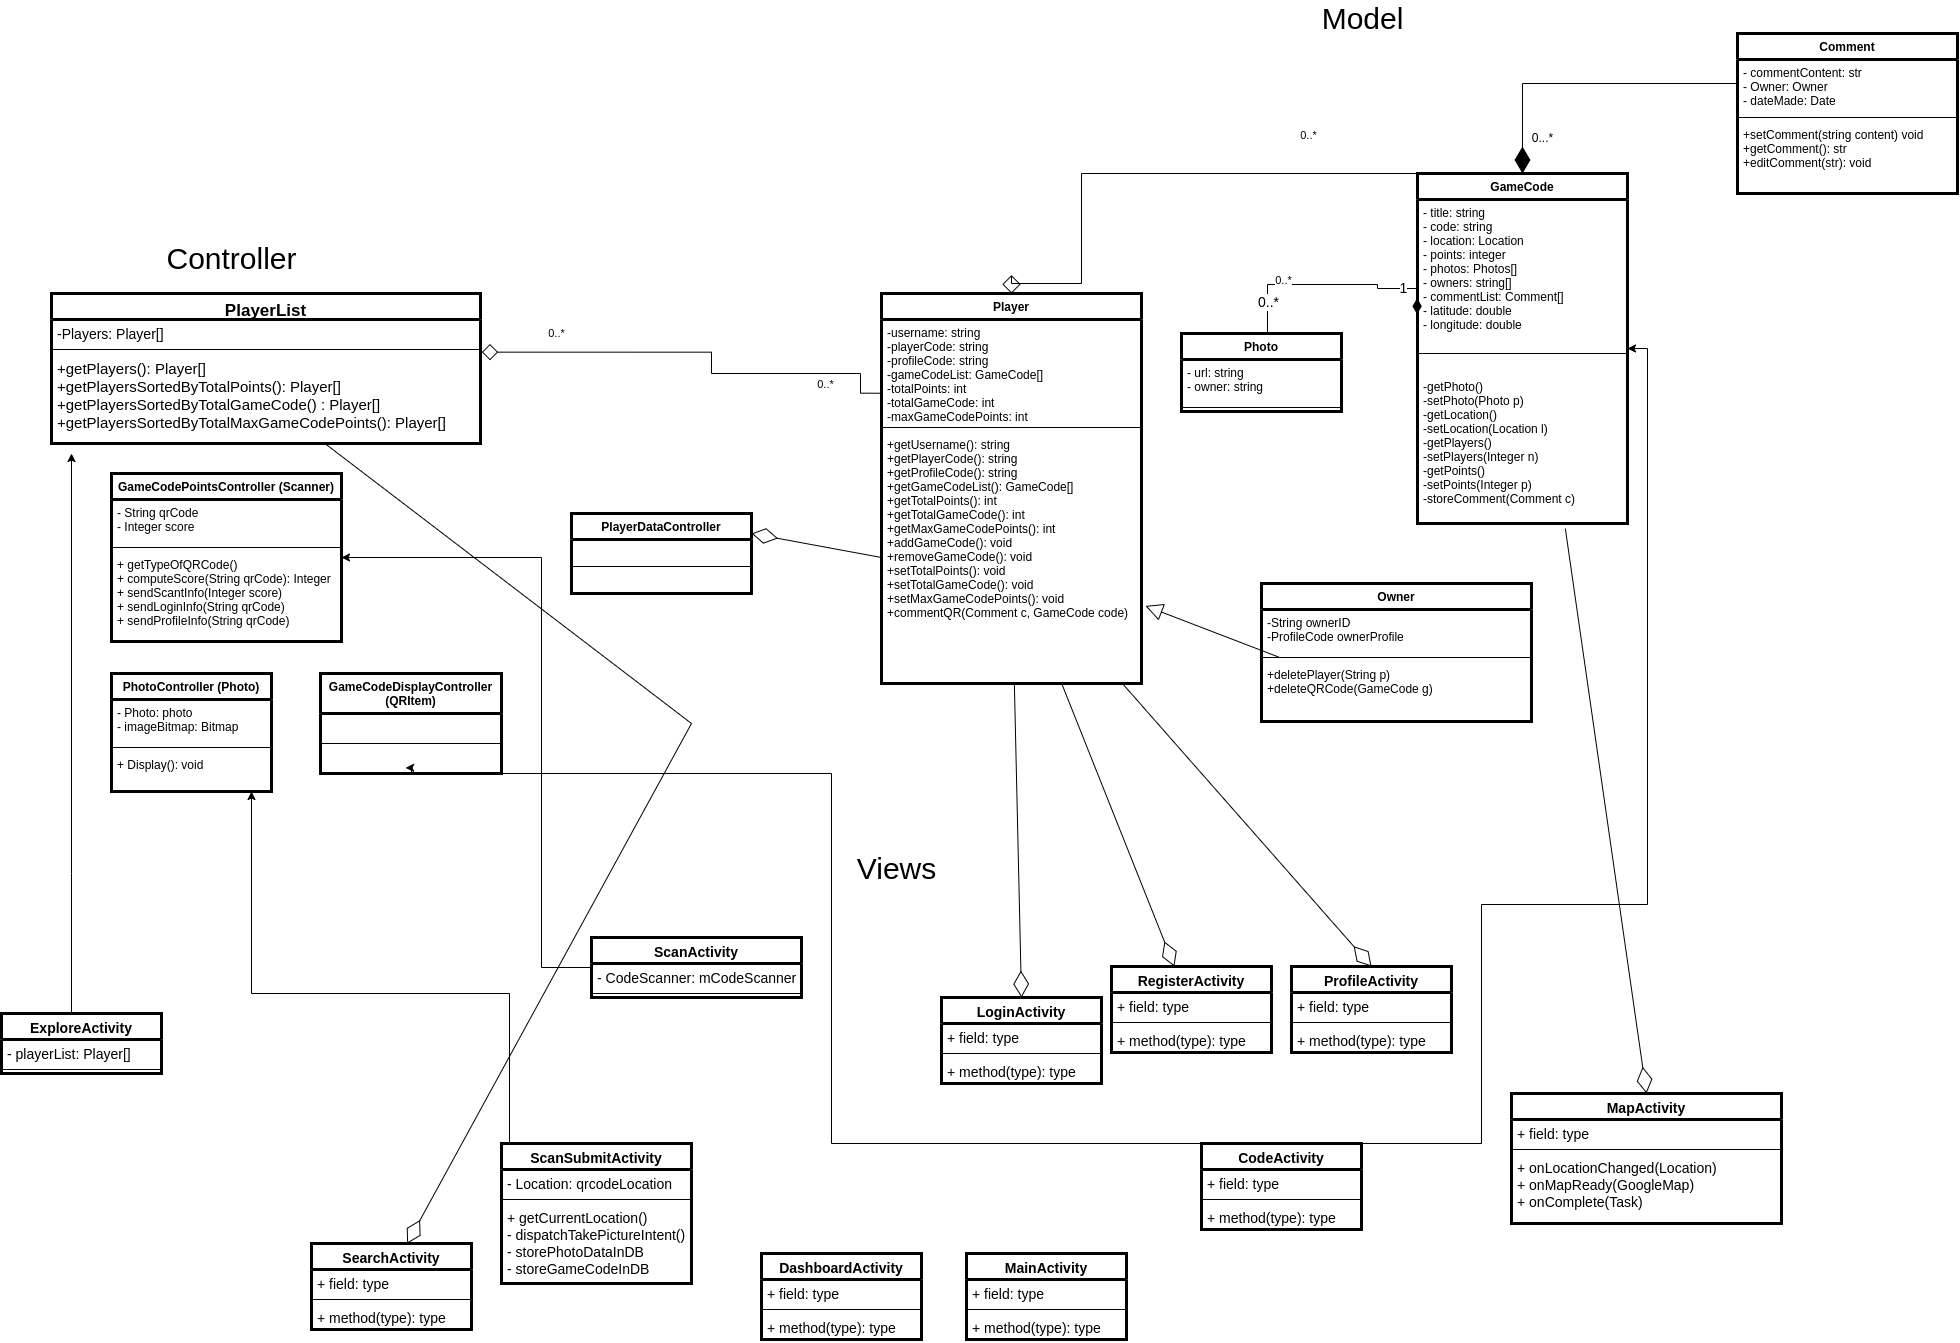 Model
Comment
- commentContent: str
- Owner: Owner
- dateMade: Date
+setComment(string content) void
+getComment(): str
+editComment(str): void
0..*
0...*
GameCode
- title: string
- code: string
- location: Location
- points: integer
- photos: Photos[]
- owners: string[]
- commentList: Comment[]
- latitude: double
- longitude: double
-getPhoto()
-setPhoto(Photo p)
-getLocation()
-setLocation(Location l)
-getPlayers()
-setPlayers(Integer n)
-getPoints()
-setPoints(Integer p)
-storeComment(Comment c)
Controller
PlayerList
-Players: Player[]
+getPlayers(): Player[]
+getPlayersSortedByTotalPoints(): Player[]
+getPlayersSortedByTotalGameCode() : Player[]
+getPlayersSortedByTotalMaxGameCodePoints(): Player[]
0..*
0..*
Player
-username: string
-playerCode: string
-profileCode: string
-gameCodeList: GameCode[]
-totalPoints: int
-totalGameCode: int
-maxGameCodePoints: int
+getUsername(): string
+getPlayerCode(): string
+getProfileCode(): string
+getGameCodeList(): GameCode[]
+getTotalPoints(): int
+getTotalGameCode(): int
+getMaxGameCodePoints(): int
+addGameCode(): void
+removeGameCode(): void
+setTotalPoints(): void
+setTotalGameCode(): void
+setMaxGameCodePoints(): void
+commentQR(Comment c, GameCode code)
0..*
1
0..*
Photo
- url: string
- owner: string
GameCodePointsController (Scanner)
- String qrCode
- Integer score
+ getTypeOfQRCode()
+ computeScore(String qrCode): Integer
+ sendScantInfo(Integer score)
+ sendLoginInfo(String qrCode)
+ sendProfileInfo(String qrCode)
PlayerDataController
Owner
-String ownerID
-ProfileCode ownerProfile
+deletePlayer(String p)
+deleteQRCode(GameCode g)
PhotoController (Photo)
- Photo: photo
- imageBitmap: Bitmap
+ Display(): void
GameCodeDisplayController
(QRItem)
Views
ScanActivity
- CodeScanner: mCodeScanner
LoginActivity
+ field: type
+ method(type): type
RegisterActivity
+ field: type
+ method(type): type
ProfileActivity
+ field: type
+ method(type): type
ExploreActivity
- playerList: Player[]
MapActivity
+ field: type
+ onLocationChanged(Location)
+ onMapReady(GoogleMap)
+ onComplete(Task)
ScanSubmitActivity
- Location: qrcodeLocation
+ getCurrentLocation()
- dispatchTakePictureIntent()
- storePhotoDataInDB
- storeGameCodeInDB
CodeActivity
+ field: type
+ method(type): type
SearchActivity
+ field: type
+ method(type): type
DashboardActivity
+ field: type
+ method(type): type
MainActivity
+ field: type
+ method(type): type